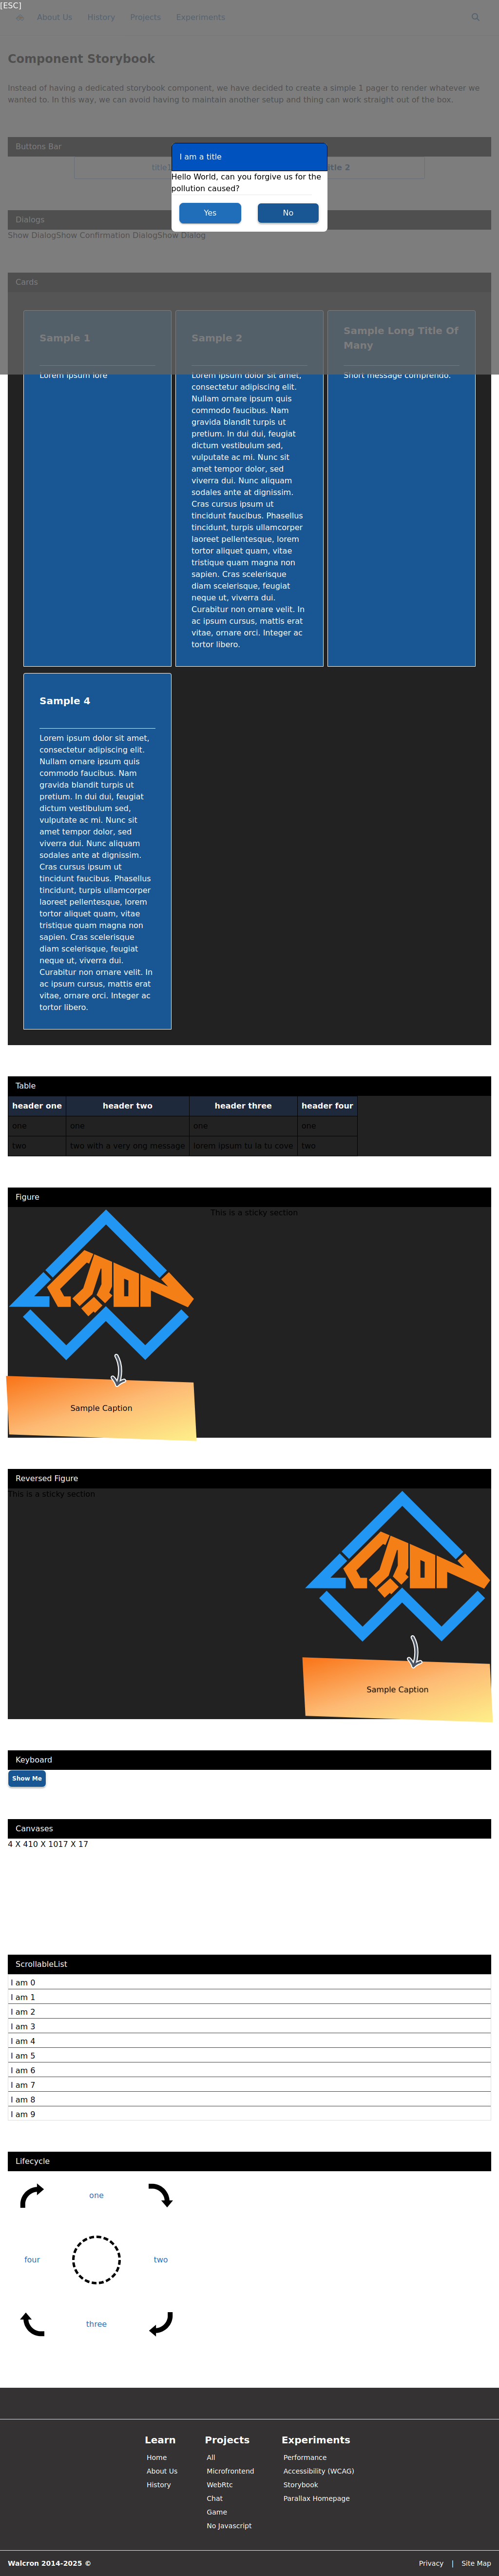 [ESC]
About Us History Projects Experiments
Component Storybook
Instead of having a dedicated storybook component, we have decided to create a simple 1 pager to render whatever we
wanted to. In this way, we can avoid having to maintain another setup and thing can work straight out of the box.
Buttons Bar
I am a title
Hello World, can you forgive us for the
pollution caused?
Yes No
Dialogs
Show DialogShow Confirmation DialogShow Dialog
Cards
Sample 1
Lorem ipsum lore
Sample 2
Lorem ipsum dolor sit amet,
consectetur adipiscing elit.
Nullam ornare ipsum quis
commodo faucibus. Nam
gravida blandit turpis ut
pretium. In dui dui, feugiat
dictum vestibulum sed,
vulputate ac mi. Nunc sit
amet tempor dolor, sed
viverra dui. Nunc aliquam
sodales ante at dignissim.
Cras cursus ipsum ut
tincidunt faucibus. Phasellus
tincidunt, turpis ullamcorper
laoreet pellentesque, lorem
tortor aliquet quam, vitae
tristique quam magna non
sapien. Cras scelerisque
diam scelerisque, feugiat
neque ut, viverra dui.
Curabitur non ornare velit. In
ac ipsum cursus, mattis erat
vitae, ornare orci. Integer ac
tortor libero.
Sample Long Title Of
Many
Short message comprendo.
Sample 4
Lorem ipsum dolor sit amet,
consectetur adipiscing elit.
Nullam ornare ipsum quis
commodo faucibus. Nam
gravida blandit turpis ut
pretium. In dui dui, feugiat
dictum vestibulum sed,
vulputate ac mi. Nunc sit
amet tempor dolor, sed
viverra dui. Nunc aliquam
sodales ante at dignissim.
Cras cursus ipsum ut
tincidunt faucibus. Phasellus
tincidunt, turpis ullamcorper
laoreet pellentesque, lorem
tortor aliquet quam, vitae
tristique quam magna non
sapien. Cras scelerisque
diam scelerisque, feugiat
neque ut, viverra dui.
Curabitur non ornare velit. In
ac ipsum cursus, mattis erat
vitae, ornare orci. Integer ac
tortor libero.
Table
header one header two header three header four
one one one one
two two with a very ong message lorem ipsum tu la tu cove two
Figure
This is a sticky section
Sample Caption
Reversed Figure
This is a sticky section
Sample Caption
Keyboard
Show Me
Canvases
4 X 410 X 1017 X 17
ScrollableList
I am 0
I am 1
I am 2
I am 3
I am 4
I am 5
I am 6
I am 7
I am 8
I am 9
Lifecycle
one
four two
three
Learn
Home
About Us
History
Projects
All
Microfrontend
WebRtc
Chat
Game
No Javascript
Experiments
Performance
Accessibility (WCAG)
Storybook
Parallax Homepage
Walcron 2014-2025 ©
Privacy | Site Map